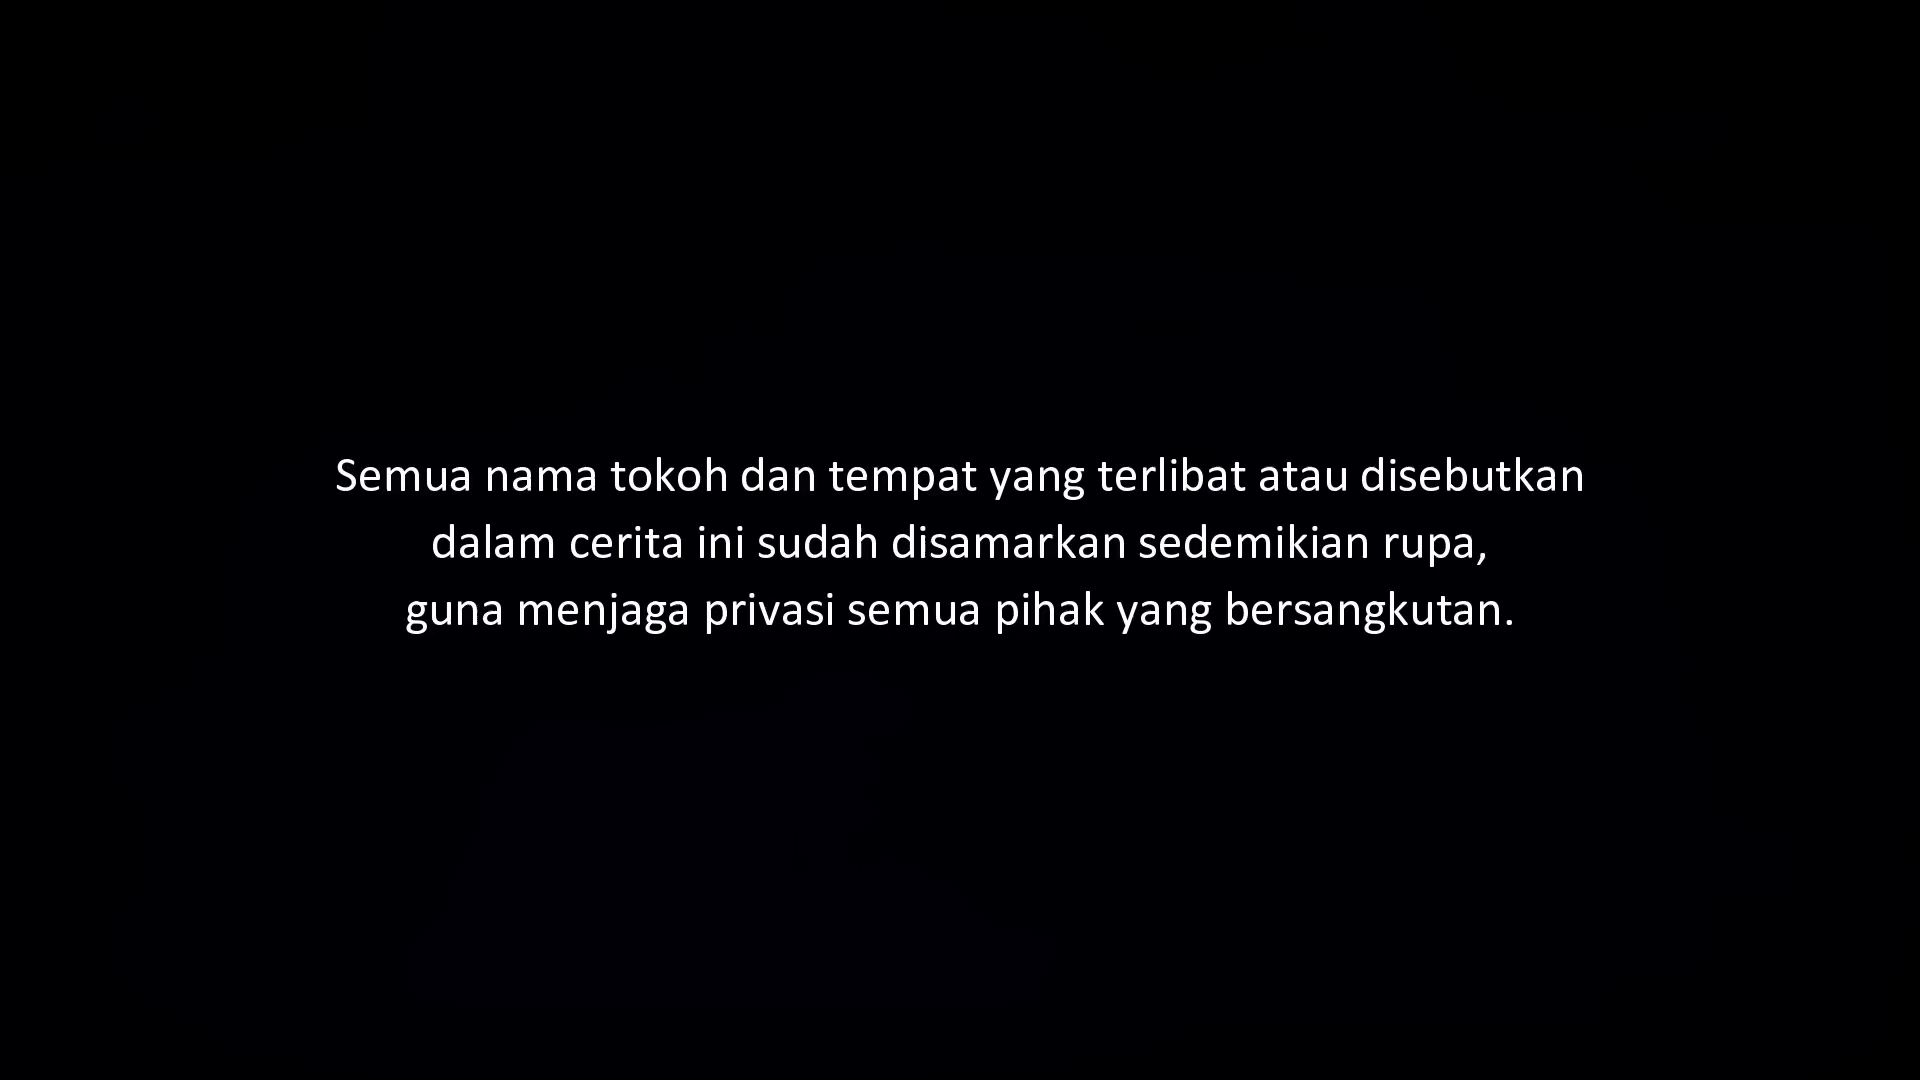 Semua nama tokoh dan tempat yang terlibat atau disebutkan
dalam cerita ini sudah disamarkan sedemikian rupa,
guna menjaga privasi semua pihak yang bersangkutan.